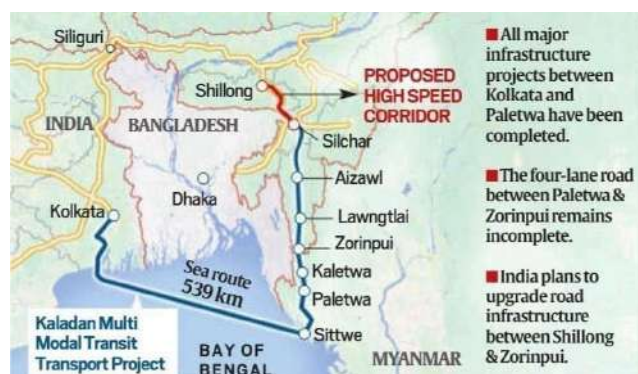 Siliguri
Shillong
PROPOSED
HIGH SPEED
CORRIDOR
INDIA
BANGLADESH
Silchar
Dhaka
Aizawl
Kolkata
Lawngtlai
Zorinpui
Sea route
539 km
Kaletwa
Paletwa
Sittwe
Kaladan Multi
Modal Transit
Transport Project
BAY OF
BENGAL
MYANMAR
All major
infrastructure
projects between
Kolkata and
Paletwa have been
completed.
The four-lane road
between Paletwa &
Zorinpui remains
incomplete.
India plans to
upgrade road
infrastructure
between Shillong
& Zorinpui.